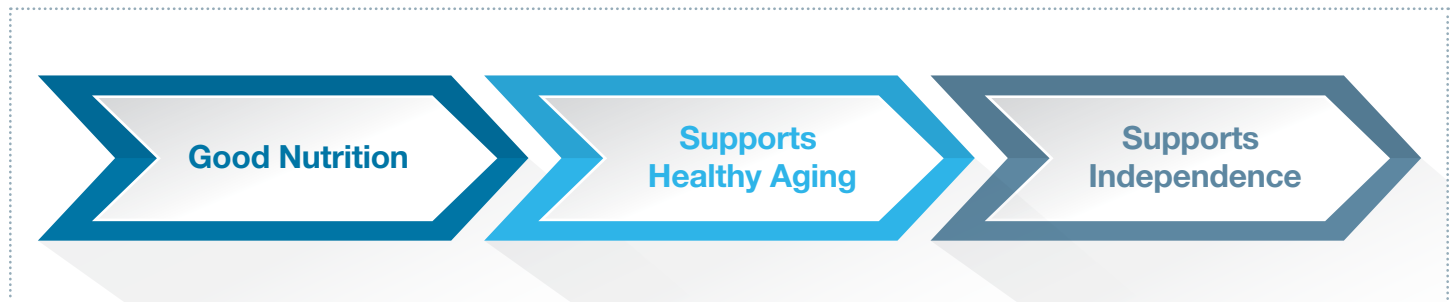 Good Nutrition
Supports
Healthy Aging
Supports
Independence